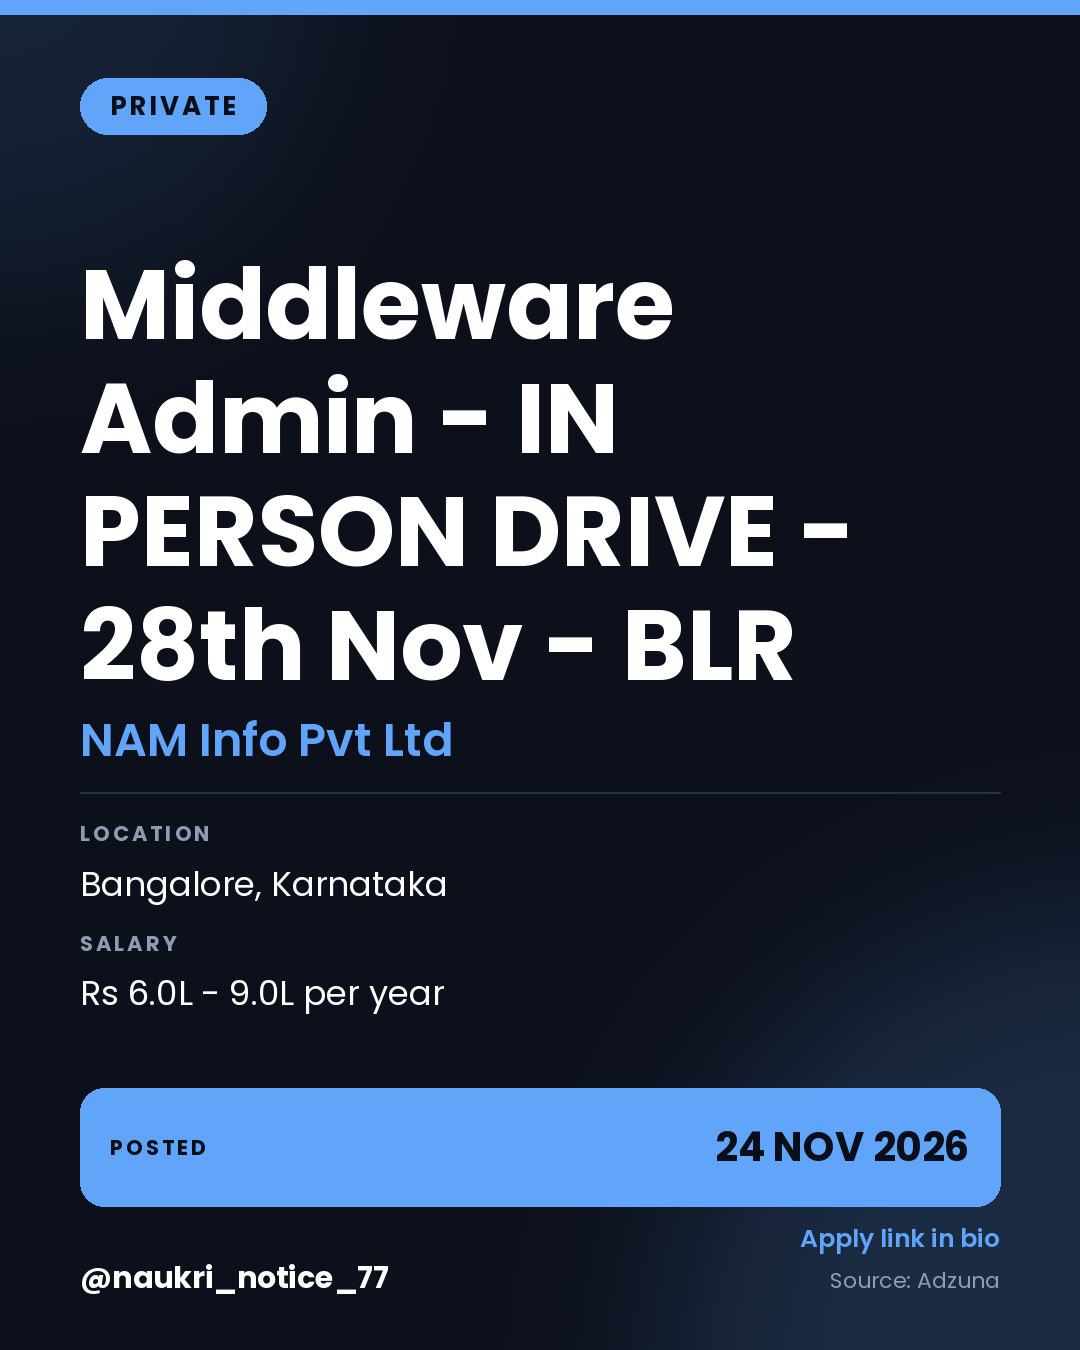 PRIVATE
Middleware
Admin - IN
PERSON DRIVE -
28th Nov - BLR
NAM Info Pvt Ltd
LOCATION
Bangalore, Karnataka
SALARY
Rs 6.0L - 9.0L per year
POSTED
24 NOV 2026
Apply link in bio
@naukri_notice_77
Source: Adzuna